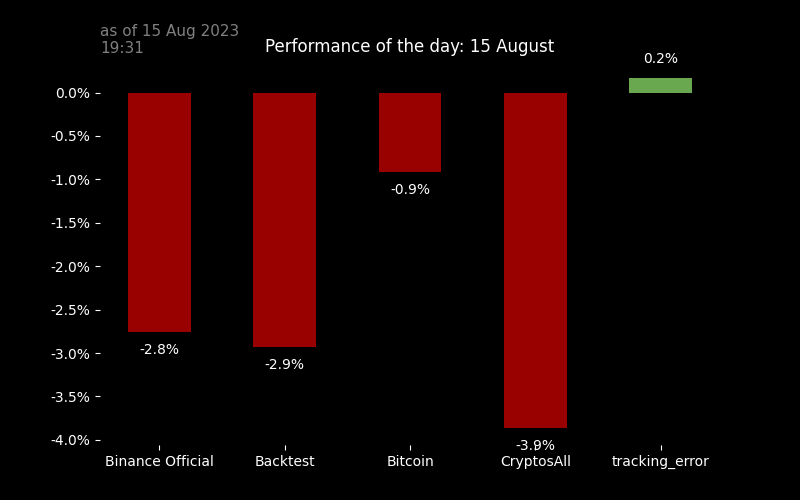 as of 15 Aug 2023
19:31
Performance of the day: 15 August
0.2%
0.0%
-0.5%
-1.0%
-1.5%
-2.0%
-2.5%
-3.0%
-3.5%
-4.0%
-2.8%
-2.9%
-0.9%
-3.9%
Binance Official
Backtest
Bitcoin
CryptosAll
tracking_error